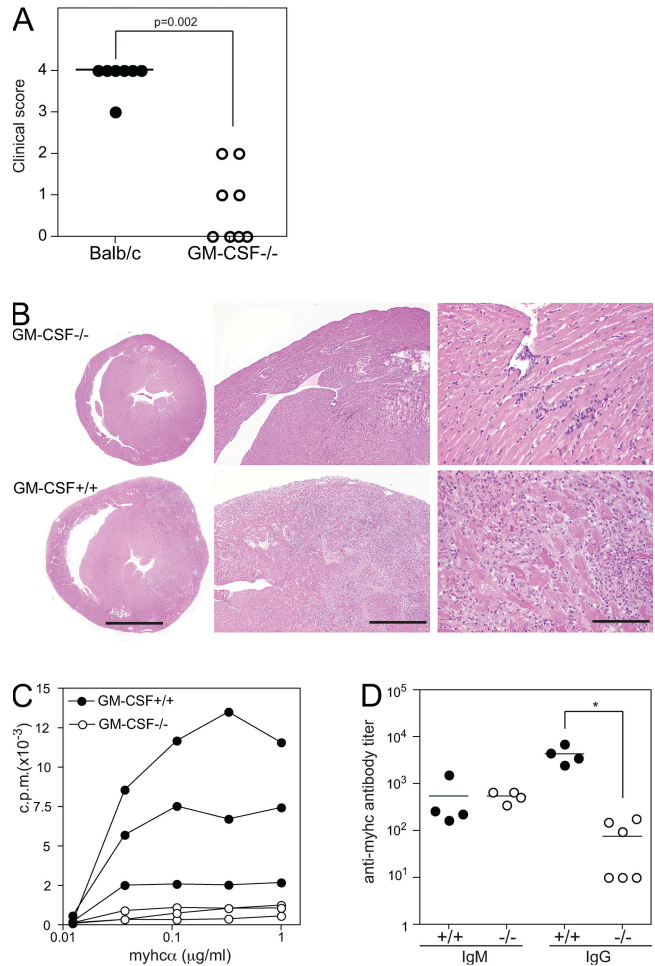 A
p=0.002
Clinical score
4
3
2
1
0
Balb/c
GM-CSF-/-
B
GM-CSF-/-
GM-CSF+/+
C
c.p.m.(x10⁻³)
15
12
7.5
2
0
GM-CSF+/+
GM-CSF-/-
0.01
0.1
1
myhcα (µg/ml)
D
anti-myhc antibody titer
10⁵
10⁴
10³
10²
10¹
1
*
+/+
-/-
+/+
-/-
IgM
IgG